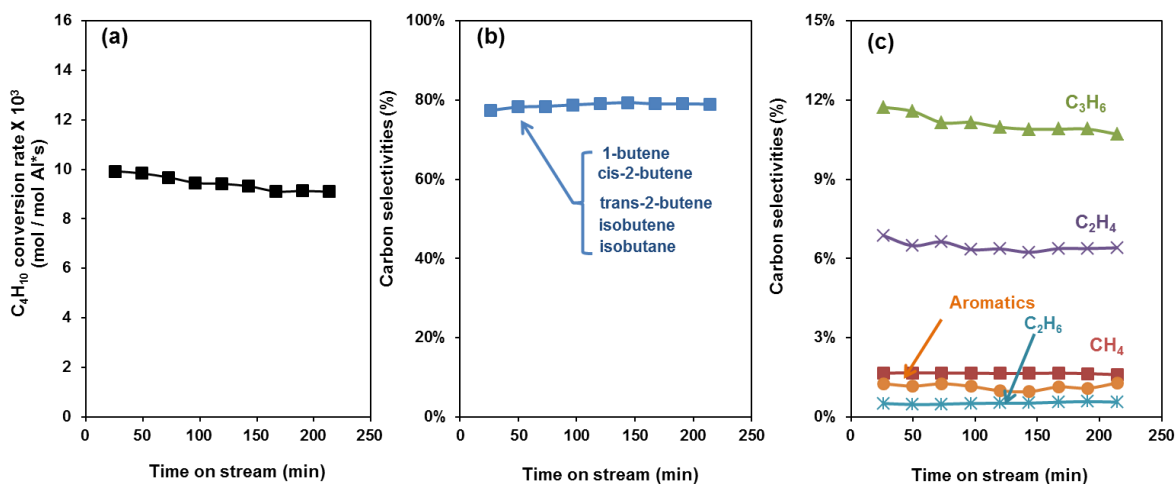 (a)
C₄H₁₀ conversion rate X 10³
(mol / mol Al*s)
16
14
12
10
8
6
4
2
0
0 50 100 150 200 250
Time on stream (min)
(b)
Carbon selectivities (%)
100%
80%
60%
40%
20%
0%
1-butene
cis-2-butene
trans-2-butene
isobutene
isobutane
0 50 100 150 200 250
Time on stream (min)
(c)
Carbon selectivities (%)
15%
12%
9%
6%
3%
0%
C₃H₆
C₂H₄
Aromatics
C₂H₆
CH₄
0 50 100 150 200 250
Time on stream (min)